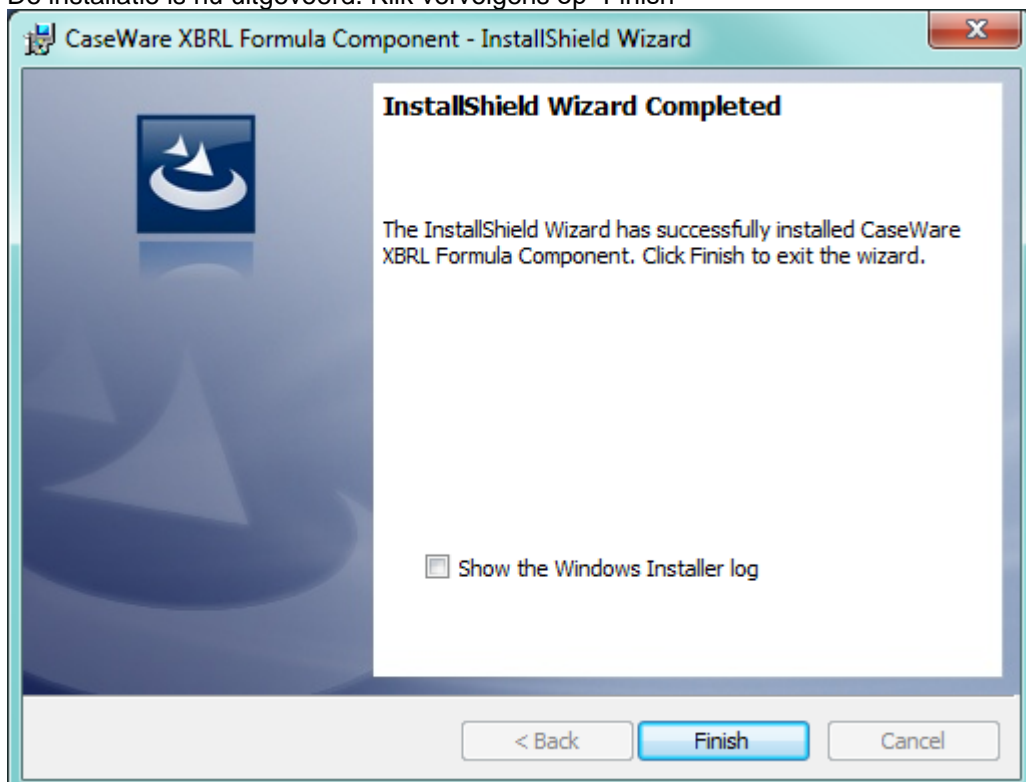 De installatie is nu uitgevoerd. Klik vervolgens op "Finish"
CaseWare XBRL Formula Component - InstallShield Wizard
InstallShield Wizard Completed
The InstallShield Wizard has successfully installed CaseWare
XBRL Formula Component. Click Finish to exit the wizard.
Show the Windows Installer log
< Back Finish Cancel